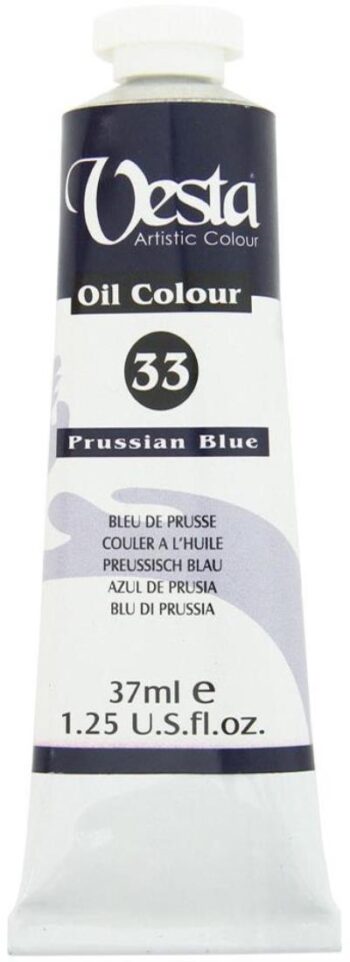 Vesta
Artistic Colour
Oil Colour
33
Prussian Blue
BLEU DE PRUSSE
COULER A L'HUILE
PREUSSISCH BLAU
AZUL DE PRUSIA
BLU DI PRUSSIA
37ml e
1.25 U.S.fl.oz.